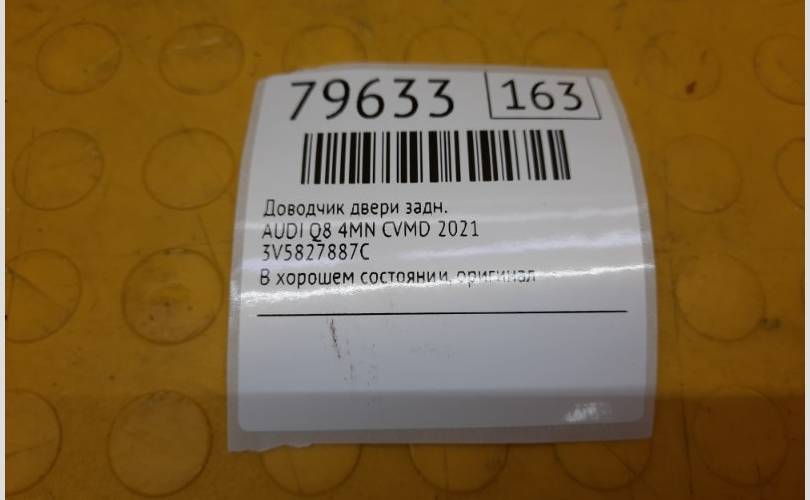 79633 163
Доводчик двери задн.
AUDI Q8 4MN CVMD 2021
3V5827887C
В хорошем состоянии, оригинал